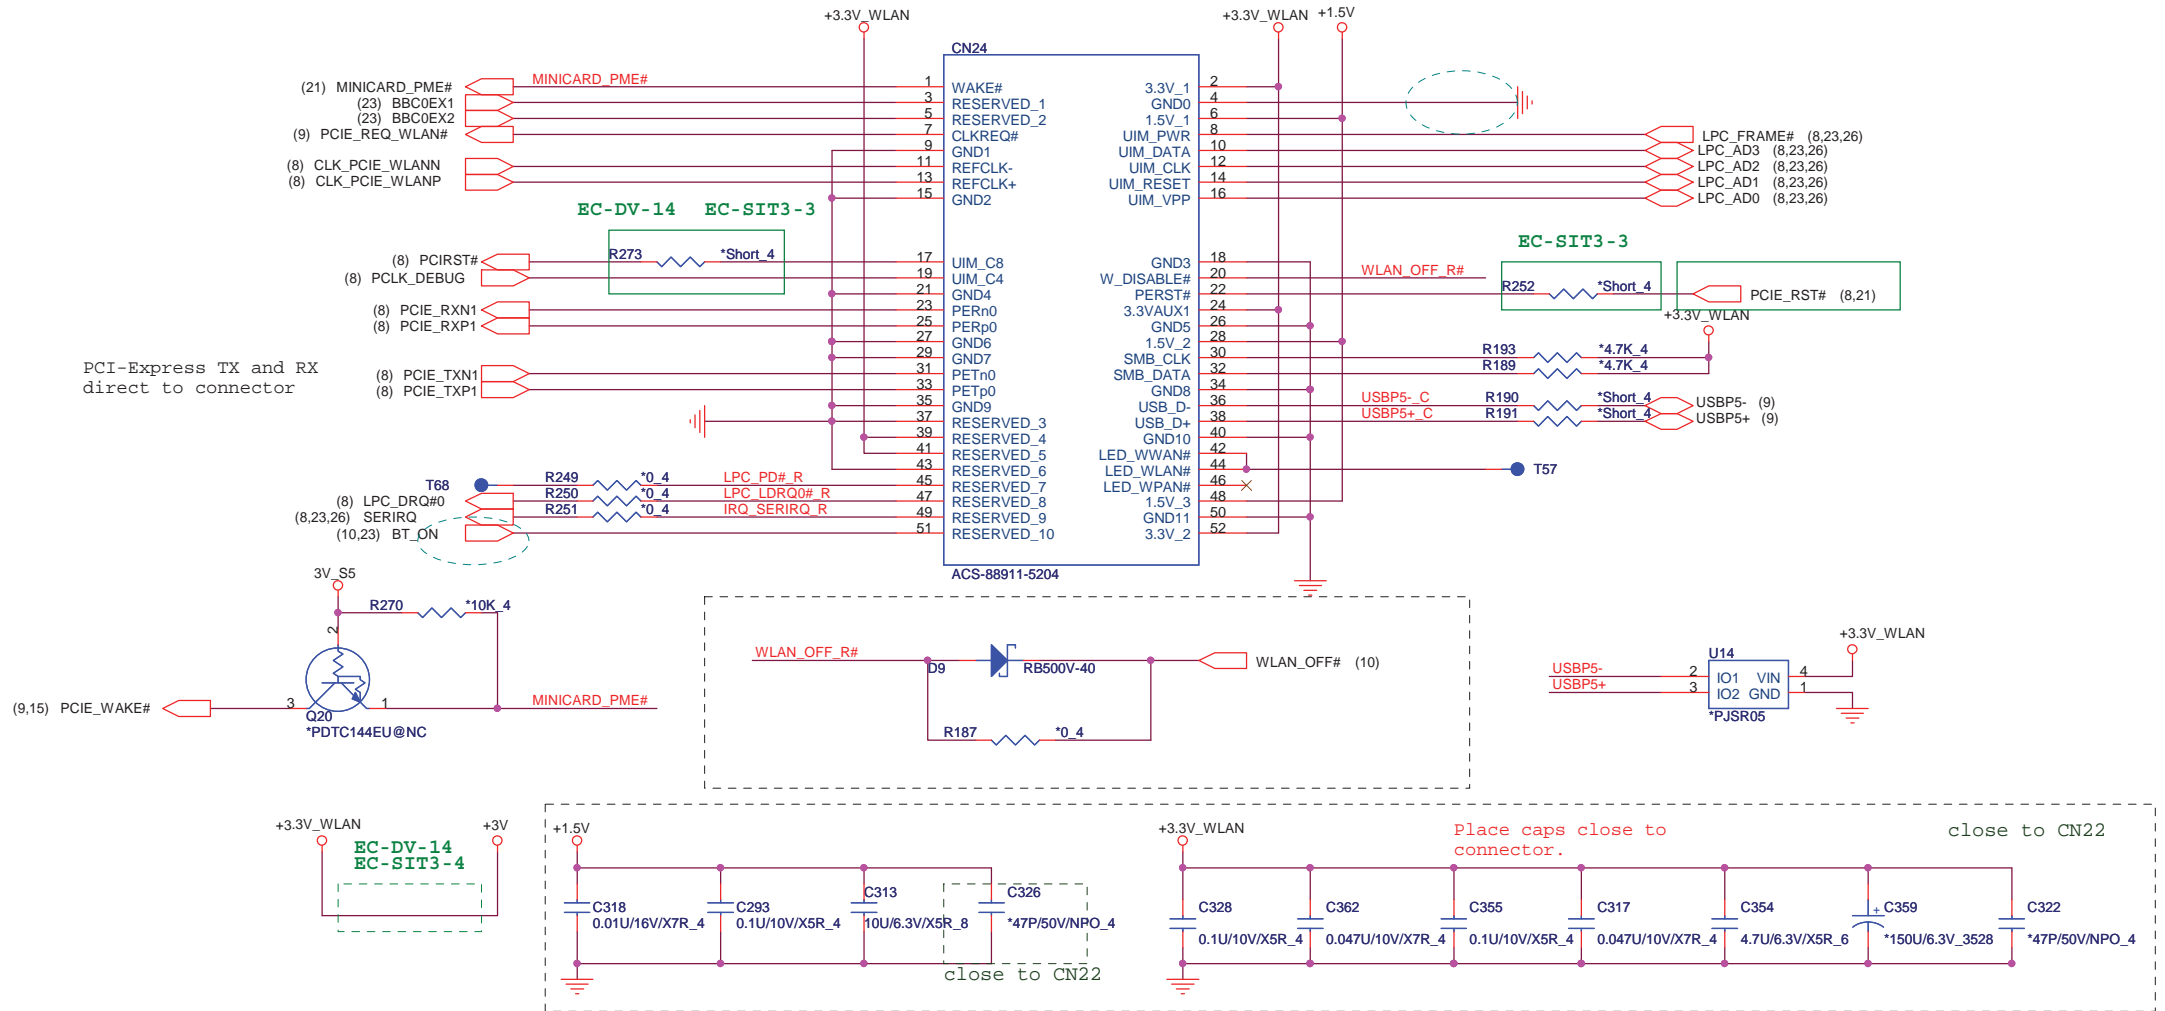 +3.3V_WLAN
+3.3V_WLAN
+1.5V
CN24
(21) MINICARD_PME#
MINICARD_PME#
1
WAKE#
3.3V_1
2
(23) BBC0EX1
3
RESERVED_1
GND0
4
(23) BBC0EX2
5
RESERVED_2
1.5V_1
6
(9) PCIE_REQ_WLAN#
7
CLKREQ#
UIM_PWR
8
LPC_FRAME# (8,23,26)
9
GND1
UIM_DATA
10
LPC_AD3 (8,23,26)
(8) CLK_PCIE_WLANN
11
REFCLK-
UIM_CLK
12
LPC_AD2 (8,23,26)
(8) CLK_PCIE_WLANP
13
REFCLK+
UIM_RESET
14
LPC_AD1 (8,23,26)
15
GND2
UIM_VPP
16
LPC_AD0 (8,23,26)
EC-DV-14 EC-SIT3-3
EC-SIT3-3
(8) PCIRST#
R273
*Short_4
17
UIM_C8
GND3
18
(8) PCLK_DEBUG
19
UIM_C4
W_DISABLE#
20
WLAN_OFF_R#
21
GND4
PERST#
22
R252
*Short_4
PCIE_RST# (8,21)
(8) PCIE_RXN1
23
PERn0
3.3VAUX1
24
+3.3V_WLAN
(8) PCIE_RXP1
25
PERp0
GND5
26
27
GND6
1.5V_2
28
29
GND7
SMB_CLK
30
R193
*4.7K_4
PCI-Express TX and RX
direct to connector
(8) PCIE_TXN1
31
PETn0
SMB_DATA
32
R189
*4.7K_4
(8) PCIE_TXP1
33
PETp0
GND8
34
35
GND9
USB_D-
36
USBP5-_C
R190
*Short_4
USBP5- (9)
37
RESERVED_3
USB_D+
38
USBP5+_C
R191
*Short_4
USBP5+ (9)
39
RESERVED_4
GND10
40
41
RESERVED_5
LED_WWAN#
42
43
RESERVED_6
LED_WLAN#
44
T57
T68
R249
*0_4
LPC_PD#_R
45
RESERVED_7
LED_WPAN#
46
(8) LPC_DRQ#0
R250
*0_4
LPC_LDRQ0#_R
47
RESERVED_8
1.5V_3
48
(8,23,26) SERIRQ
R251
*0_4
IRQ_SERIRQ_R
49
RESERVED_9
GND11
50
(10,23) BT_ON
51
RESERVED_10
3.3V_2
52
ACS-88911-5204
3V_S5
R270
*10K_4
2
(9,15) PCIE_WAKE#
3
1
MINICARD_PME#
Q20
*PDTC144EU@NC
WLAN_OFF_R#
D9
RB500V-40
WLAN_OFF# (10)
R187
*0_4
+3.3V_WLAN
U14
USBP5-
2
IO1
VIN
4
USBP5+
3
IO2
GND
1
*PJSR05
+3.3V_WLAN
+3V
EC-DV-14
EC-SIT3-4
+1.5V
C318
0.01U/16V/X7R_4
C293
0.1U/10V/X5R_4
C313
10U/6.3V/X5R_8
C326
*47P/50V/NPO_4
close to CN22
+3.3V_WLAN
Place caps close to
connector.
close to CN22
C328
0.1U/10V/X5R_4
C362
0.047U/10V/X7R_4
C355
0.1U/10V/X5R_4
C317
0.047U/10V/X7R_4
C354
4.7U/6.3V/X5R_6
+
C359
*150U/6.3V_3528
C322
*47P/50V/NPO_4